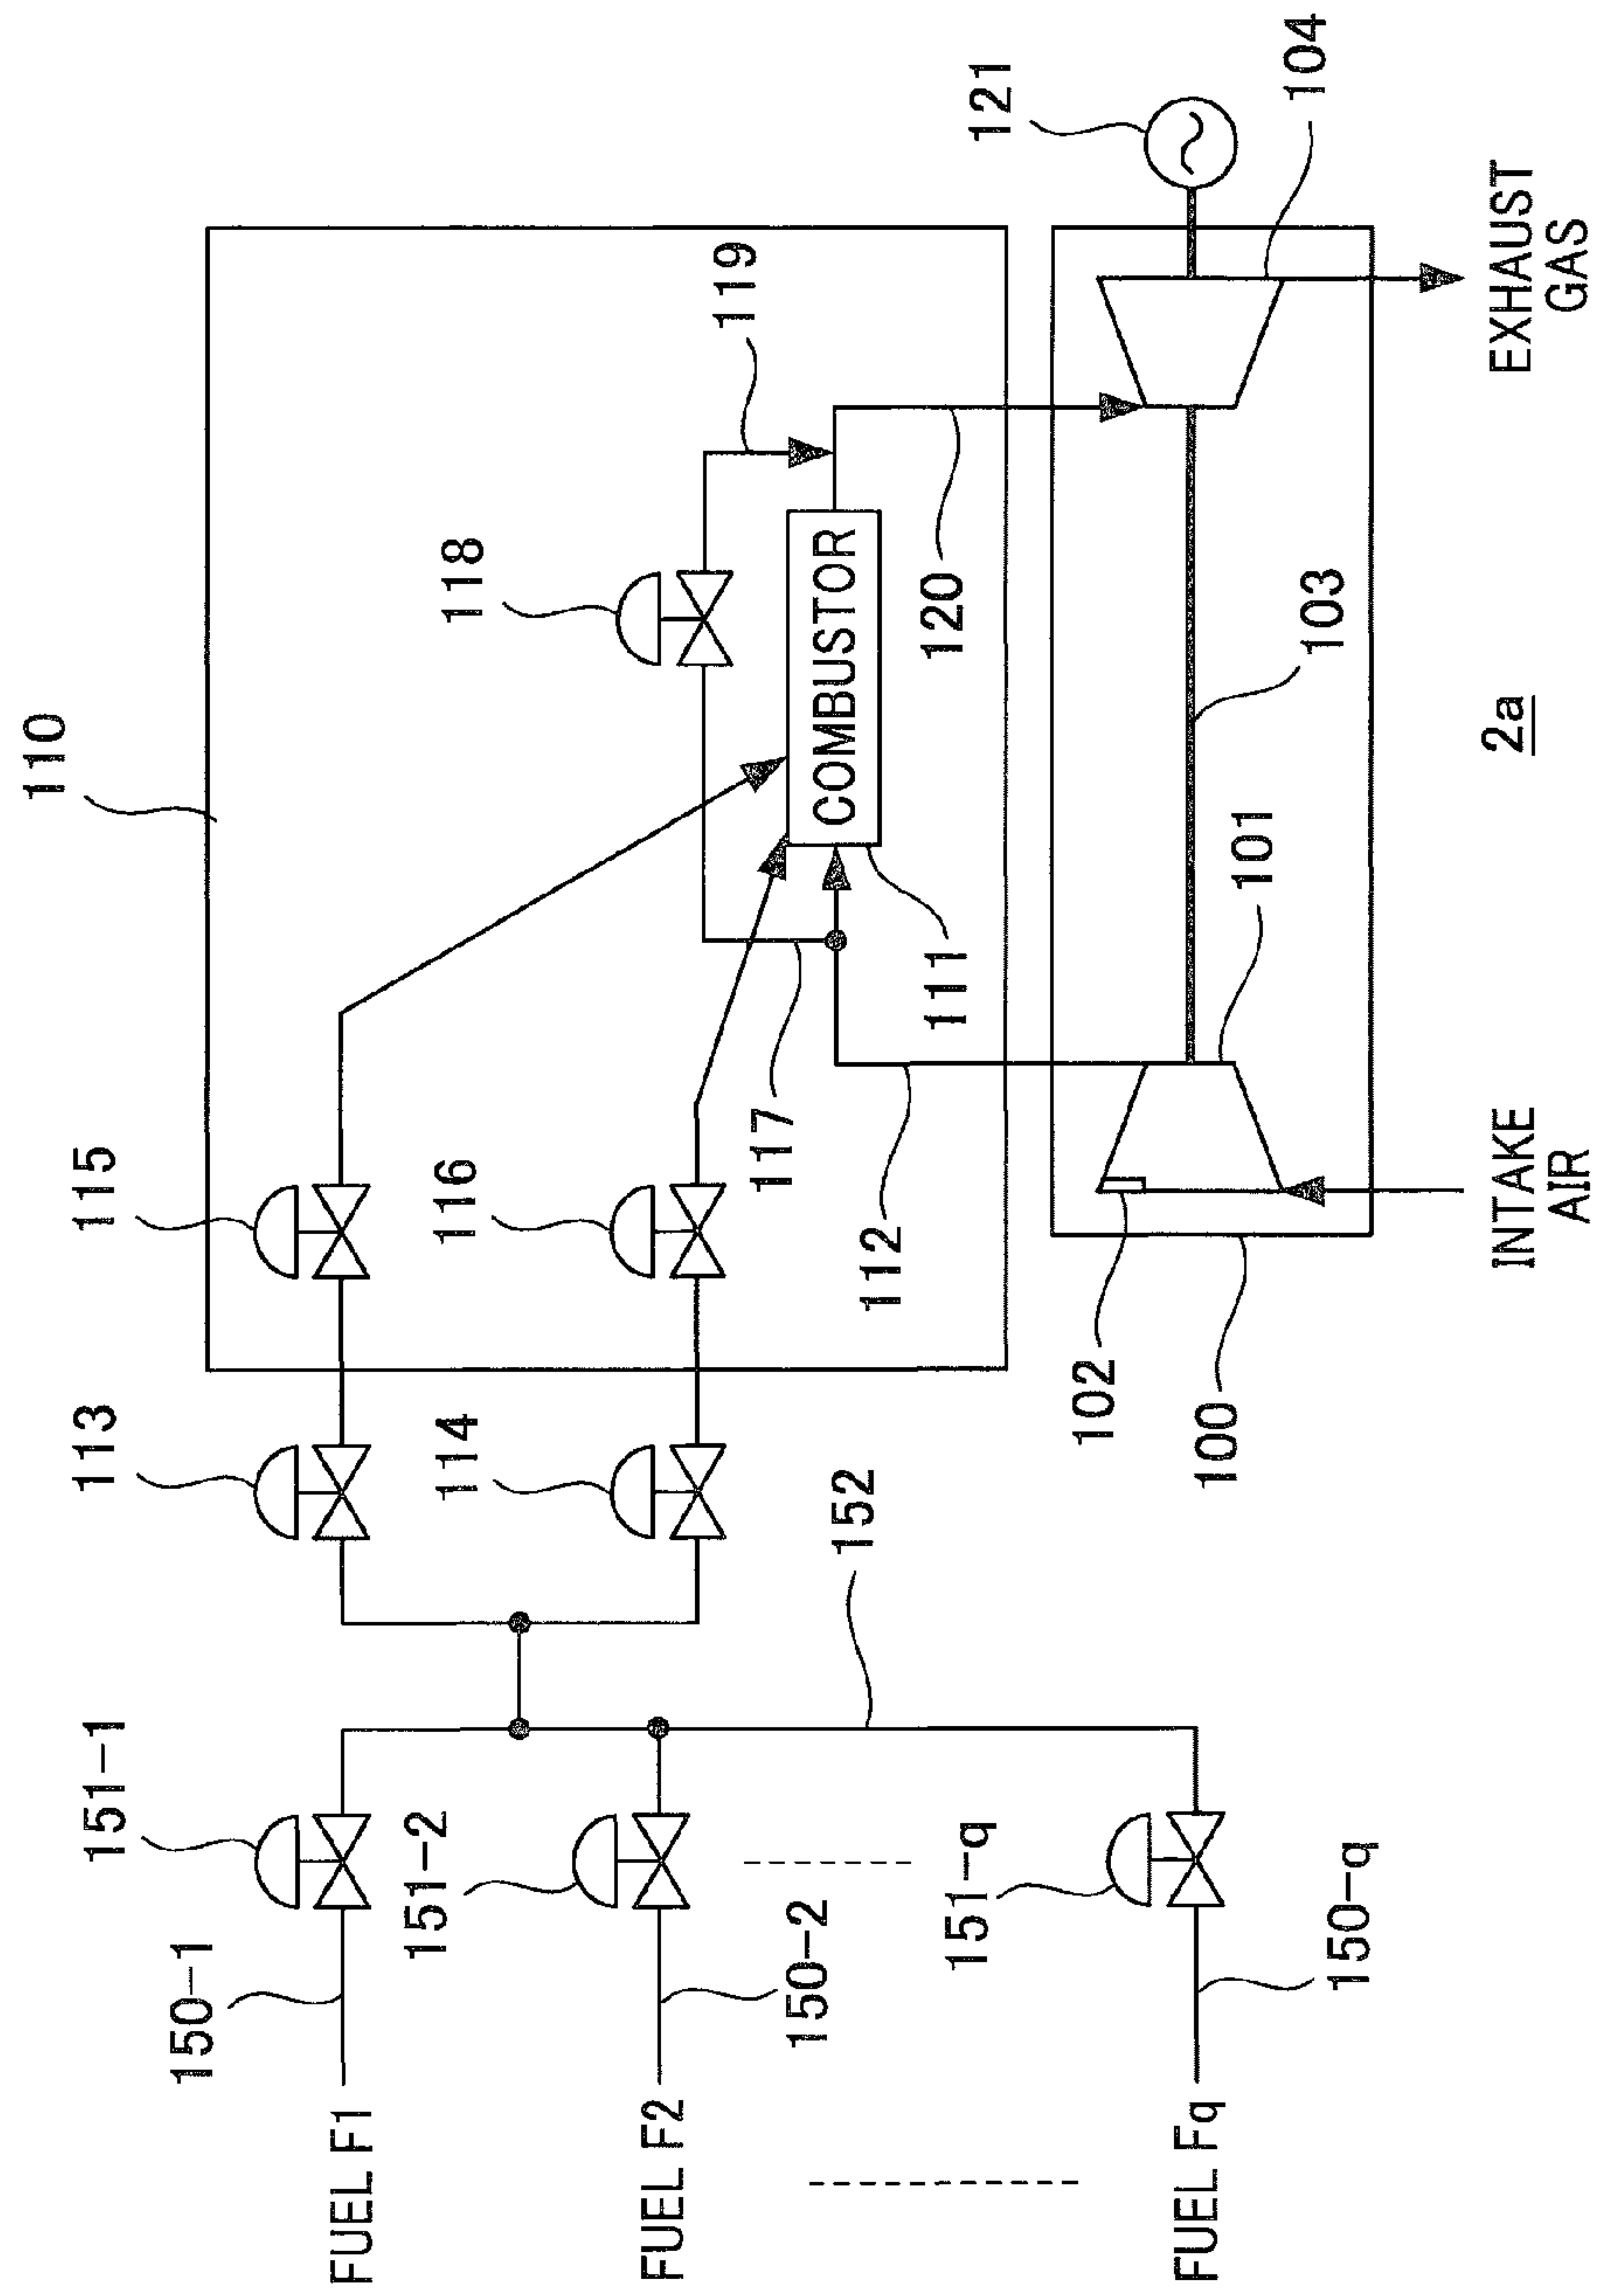 110
115
113
151-1
150-1
FUEL F1
118
119
116
114
151-2
150-2
FUEL F2
COMBUSTOR
117
111
112
120
152
121
104
103
101
102
100
151-q
150-q
FUEL Fq
INTAKE
AIR
2a
EXHAUST
GAS